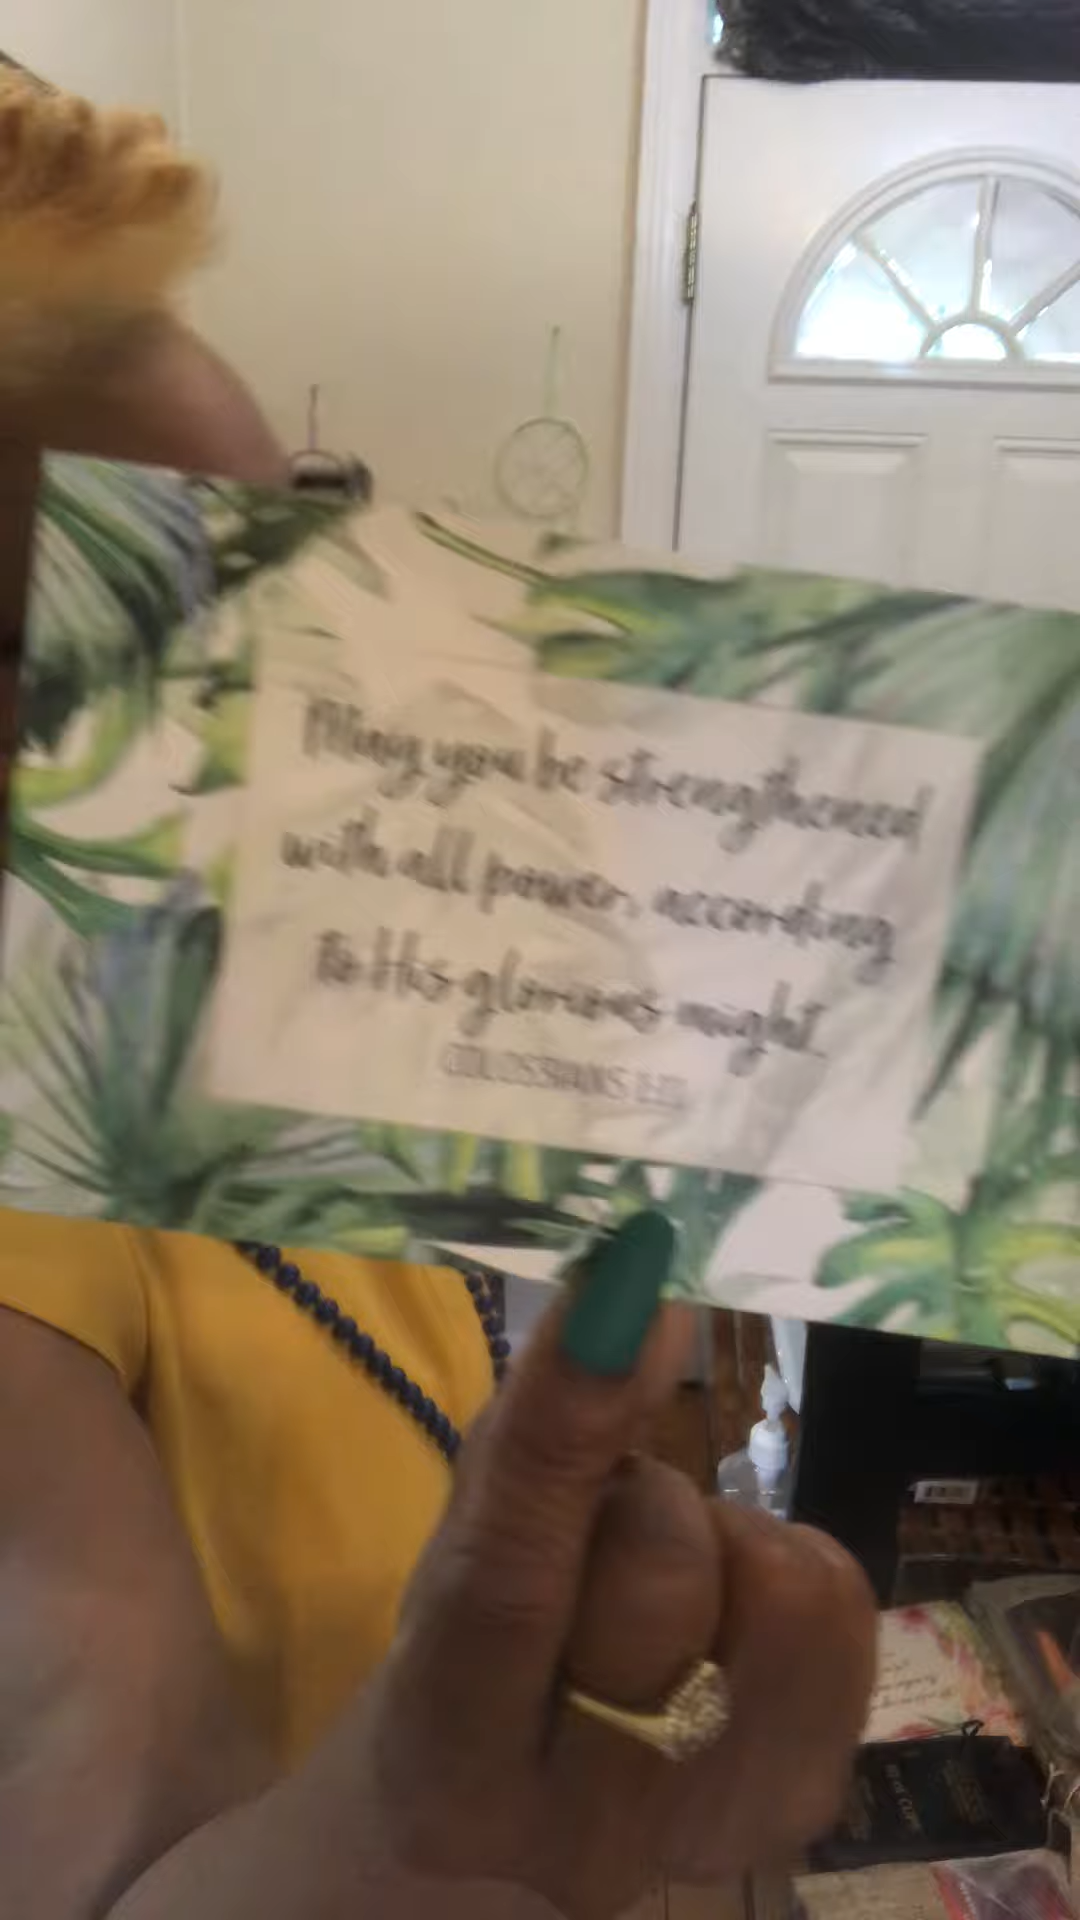 May you be strengthened
with all power, according
to His glorious might.
COLOSSIANS 1:11